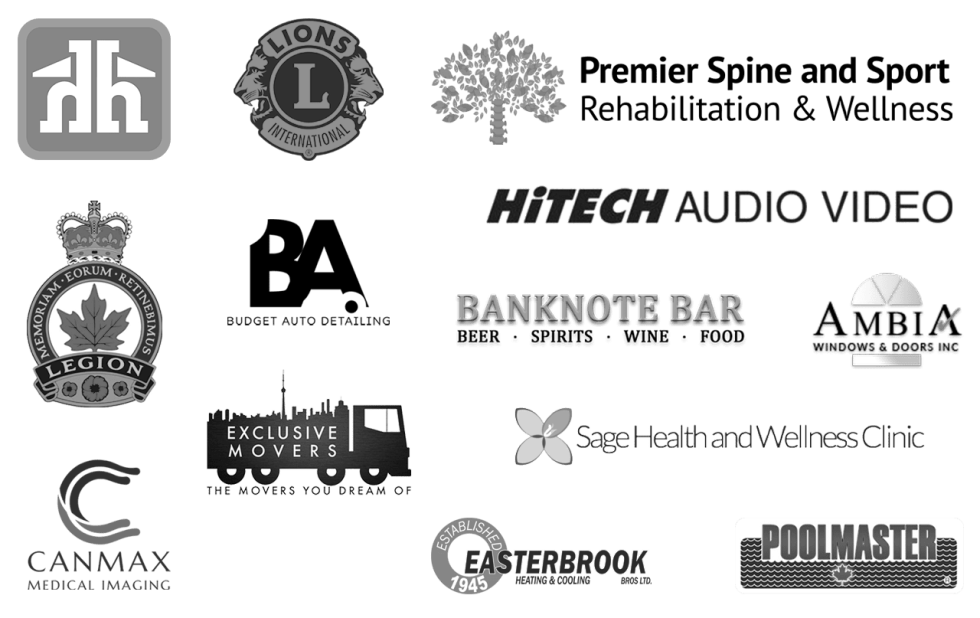 LIONS
L
INTERNATIONAL
®
Premier Spine and Sport
Rehabilitation & Wellness
HiTECH AUDIO VIDEO
MEMORIAM·EORUM·RETINEBIMUS
LEGION
BA
BUDGET AUTO DETAILING
BANKNOTE BAR
BEER · SPIRITS · WINE · FOOD
AMBIA
WINDOWS & DOORS INC
EXCLUSIVE
MOVERS
THE MOVERS YOU DREAM OF
Sage Health and Wellness Clinic
CANMAX
MEDICAL IMAGING
ESTABLISHED
1945
EASTERBROOK
HEATING & COOLING BROS LTD.
POOLMASTER
®